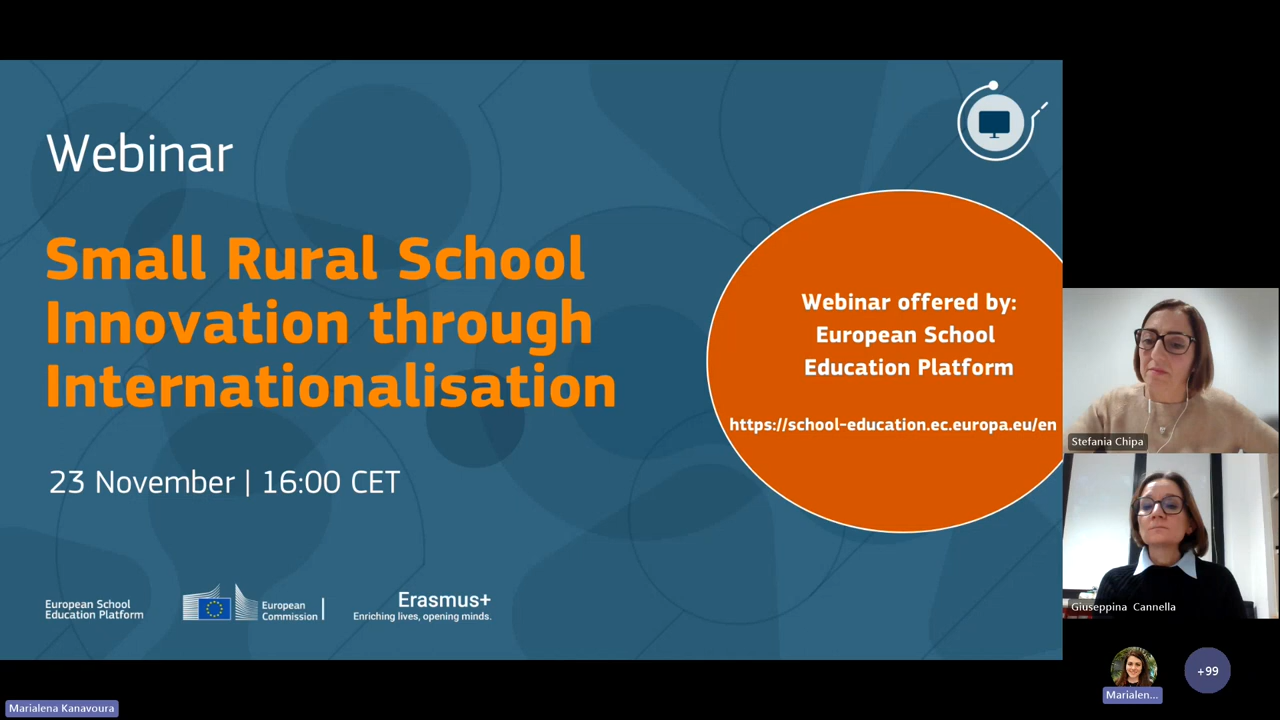 Webinar
Small Rural School
Innovation through
Internationalisation
23 November | 16:00 CET
Webinar offered by:
European School
Education Platform
https://school-education.ec.europa.eu/en
European School
Education Platform
European
Commission
Erasmus+
Enriching lives, opening minds.
Stefania Chipa
Giuseppina Cannella
Marialen...
+99
Marialena Kanavoura